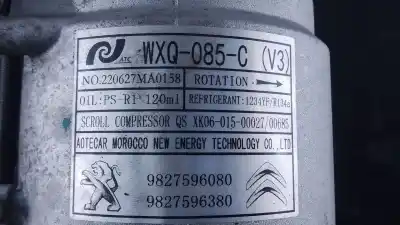 ATC WXQ-085-C (V3)
NO.220627MA0158 ROTATION
OIL:PS-R1 120ml REFRIGERANT:1234YF/R134a
SCROLL COMPRESSOR QS XK06-015-00027/00685
AOTECAR MOROCCO NEW ENERGY TECHNOLOGY CO.,LTD
9827596080
9827596380